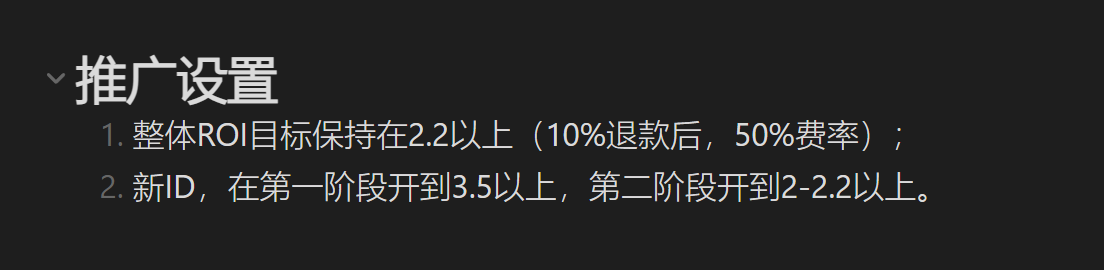 推广设置
1. 整体ROI目标保持在2.2以上（10%退款后，50%费率）；
2. 新ID，在第一阶段开到3.5以上，第二阶段开到2-2.2以上。